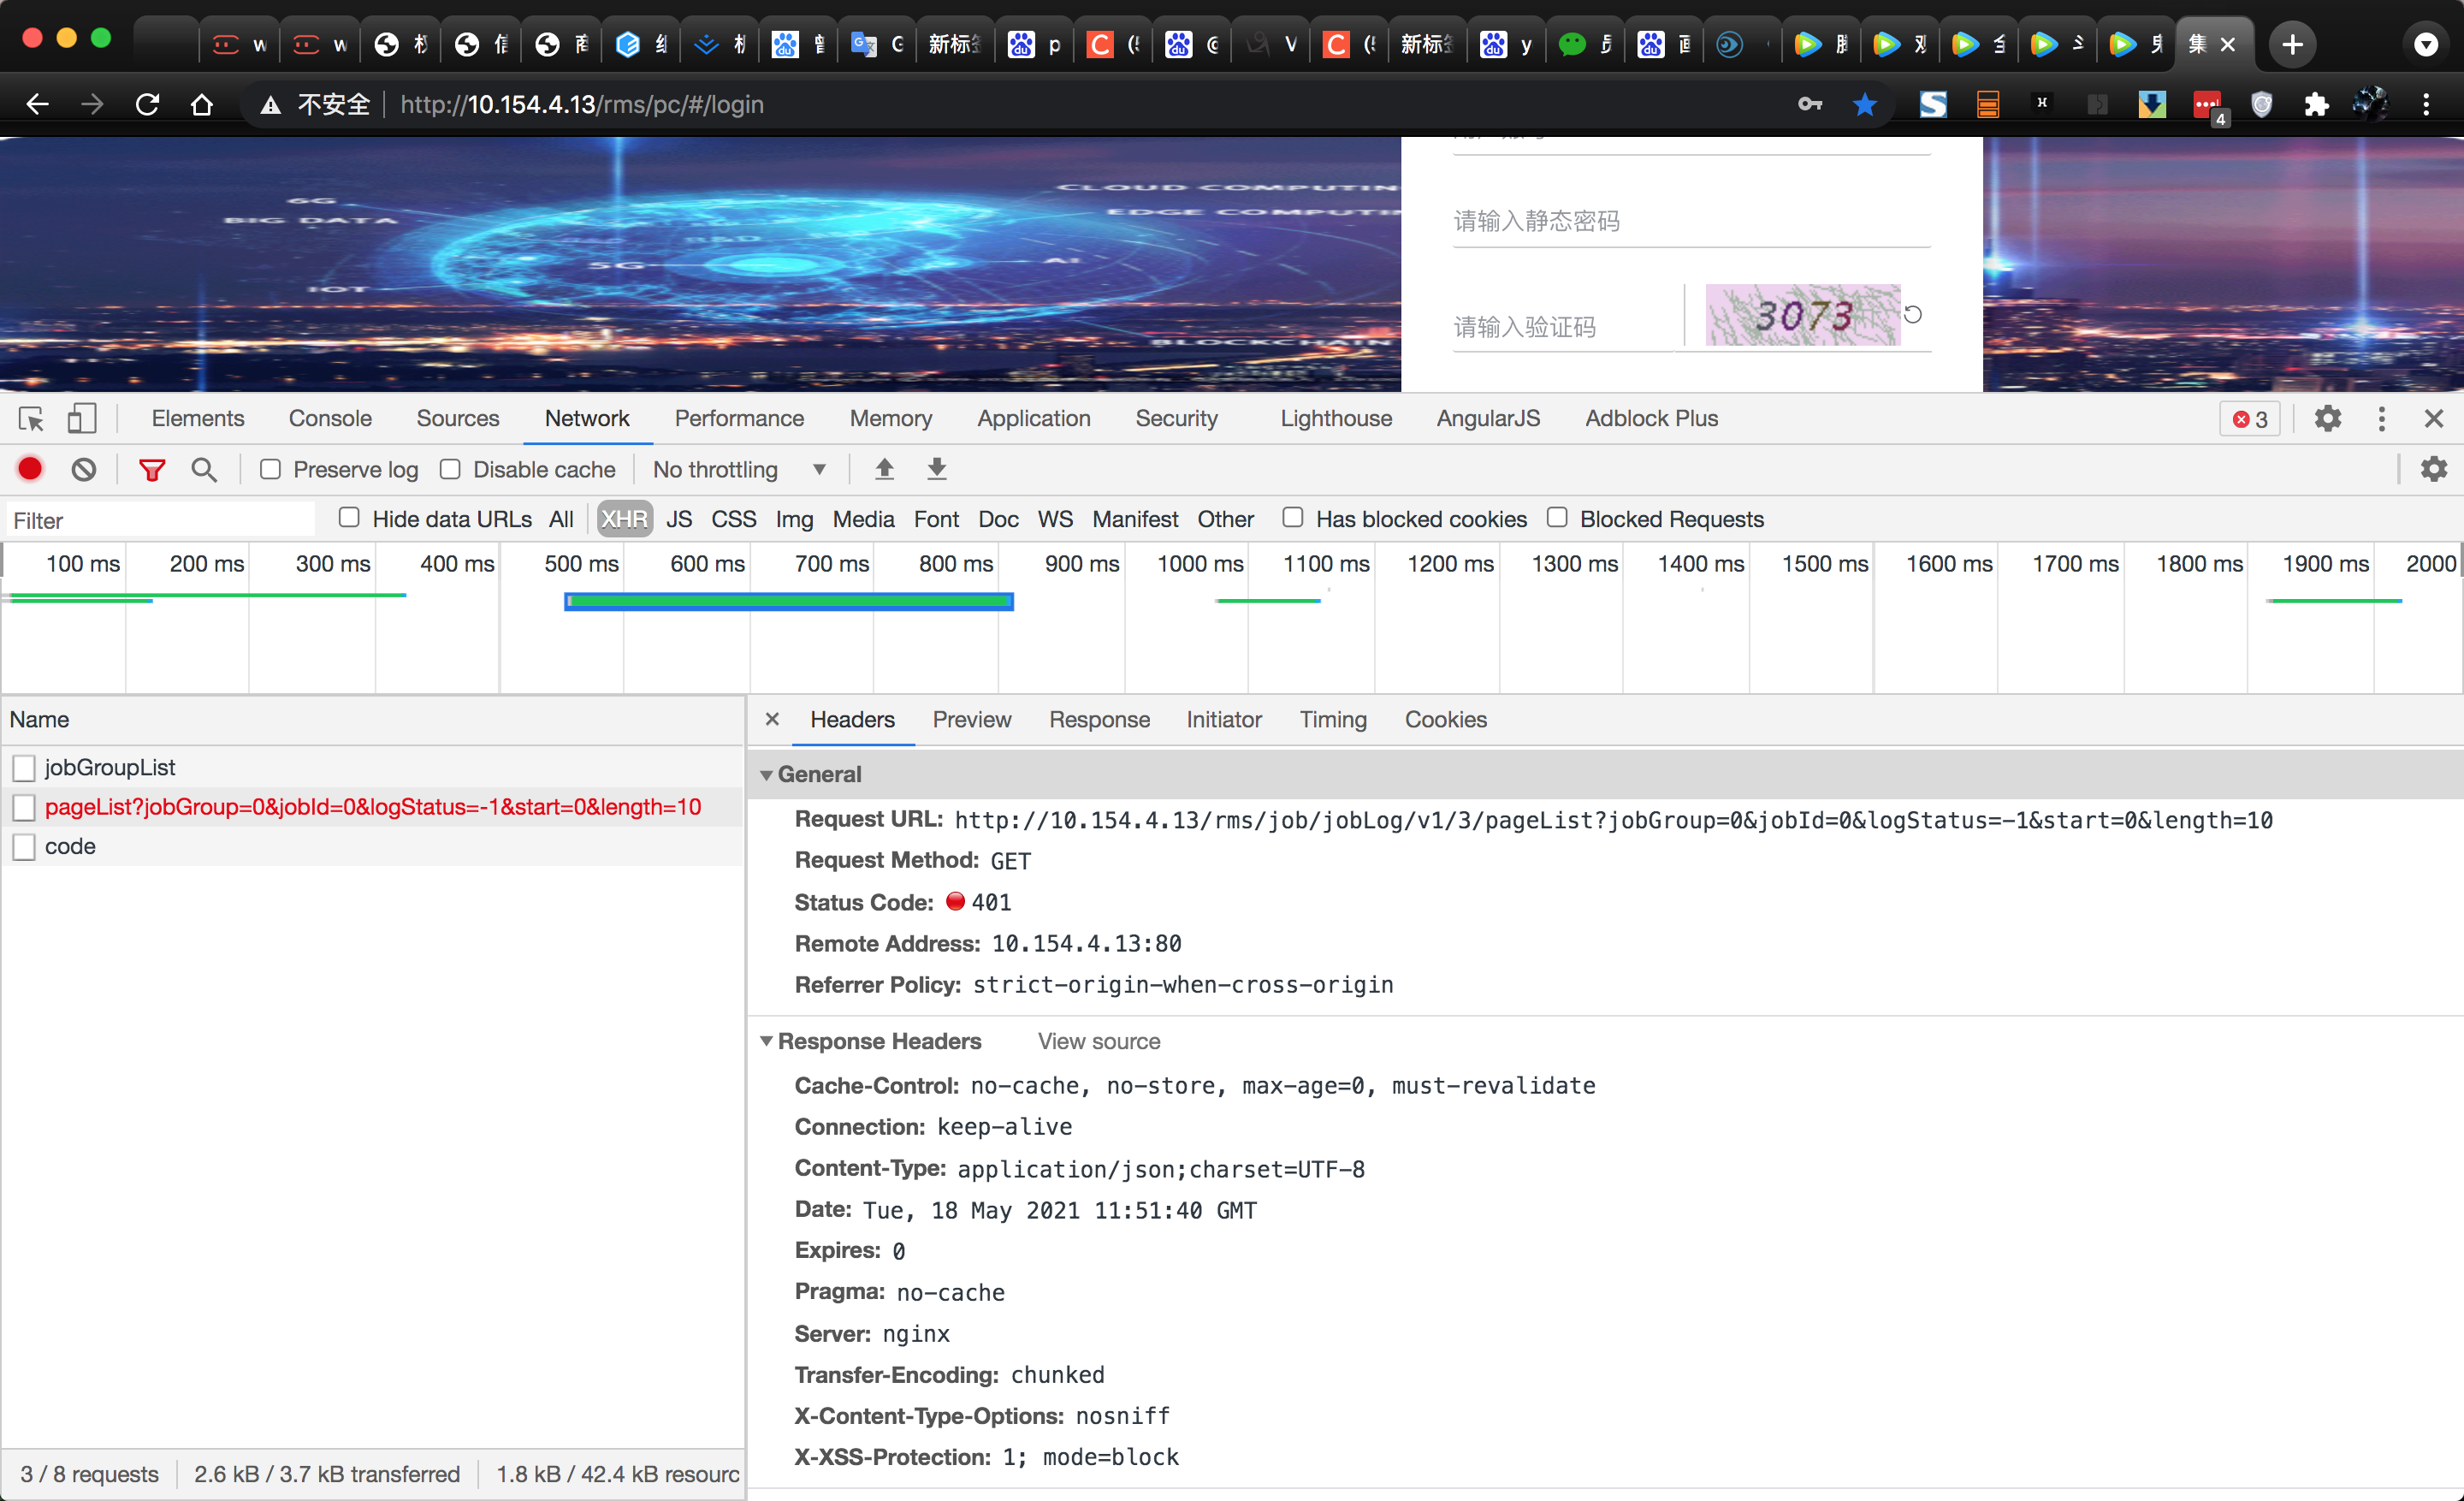 新标签
新标签
集
不安全 http://10.154.4.13/rms/pc/#/login
4
CLOUD COMPUTIN
6G
BIG DATA
EDGE COMPUTIN
R&D
5G
AI
IOT
BLOCKCHAIN
请输入静态密码
请输入验证码
3073
Elements Console Sources Network Performance Memory Application Security Lighthouse AngularJS Adblock Plus 3
Preserve log Disable cache No throttling
Filter Hide data URLs All XHR JS CSS Img Media Font Doc WS Manifest Other Has blocked cookies Blocked Requests
100 ms 200 ms 300 ms 400 ms 500 ms 600 ms 700 ms 800 ms 900 ms 1000 ms 1100 ms 1200 ms 1300 ms 1400 ms 1500 ms 1600 ms 1700 ms 1800 ms 1900 ms 2000
Name
jobGroupList
pageList?jobGroup=0&jobId=0&logStatus=-1&start=0&length=10
code
3 / 8 requests 2.6 kB / 3.7 kB transferred 1.8 kB / 42.4 kB resourc
Headers Preview Response Initiator Timing Cookies
General
Request URL: http://10.154.4.13/rms/job/jobLog/v1/3/pageList?jobGroup=0&jobId=0&logStatus=-1&start=0&length=10
Request Method: GET
Status Code: 401
Remote Address: 10.154.4.13:80
Referrer Policy: strict-origin-when-cross-origin
Response Headers View source
Cache-Control: no-cache, no-store, max-age=0, must-revalidate
Connection: keep-alive
Content-Type: application/json;charset=UTF-8
Date: Tue, 18 May 2021 11:51:40 GMT
Expires: 0
Pragma: no-cache
Server: nginx
Transfer-Encoding: chunked
X-Content-Type-Options: nosniff
X-XSS-Protection: 1; mode=block